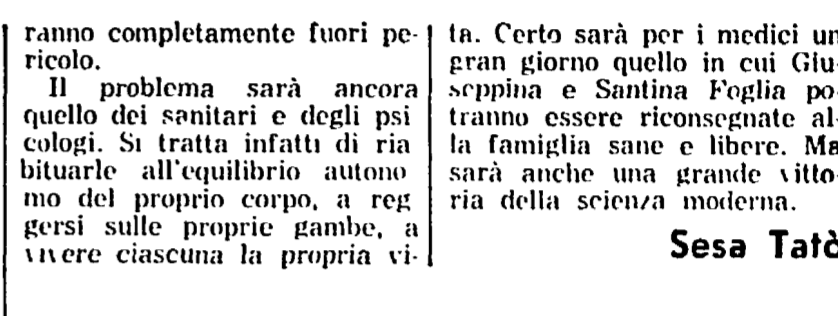 ranno completamente fuori pe-
ricolo.
Il problema sarà ancora
quello dei sanitari e degli psi
cologi. Si tratta infatti di ria
bituarle all'equilibrio autono
mo del proprio corpo, a reg
gersi sulle proprie gambe, a
vivere ciascuna la propria vi-
ta. Certo sarà per i medici un
gran giorno quello in cui Giu-
seppina e Santina Foglia po-
tranno essere riconsegnate al-
la famiglia sane e libere. Ma
sarà anche una grande vitto-
ria della scienza moderna.
Sesa Tatò